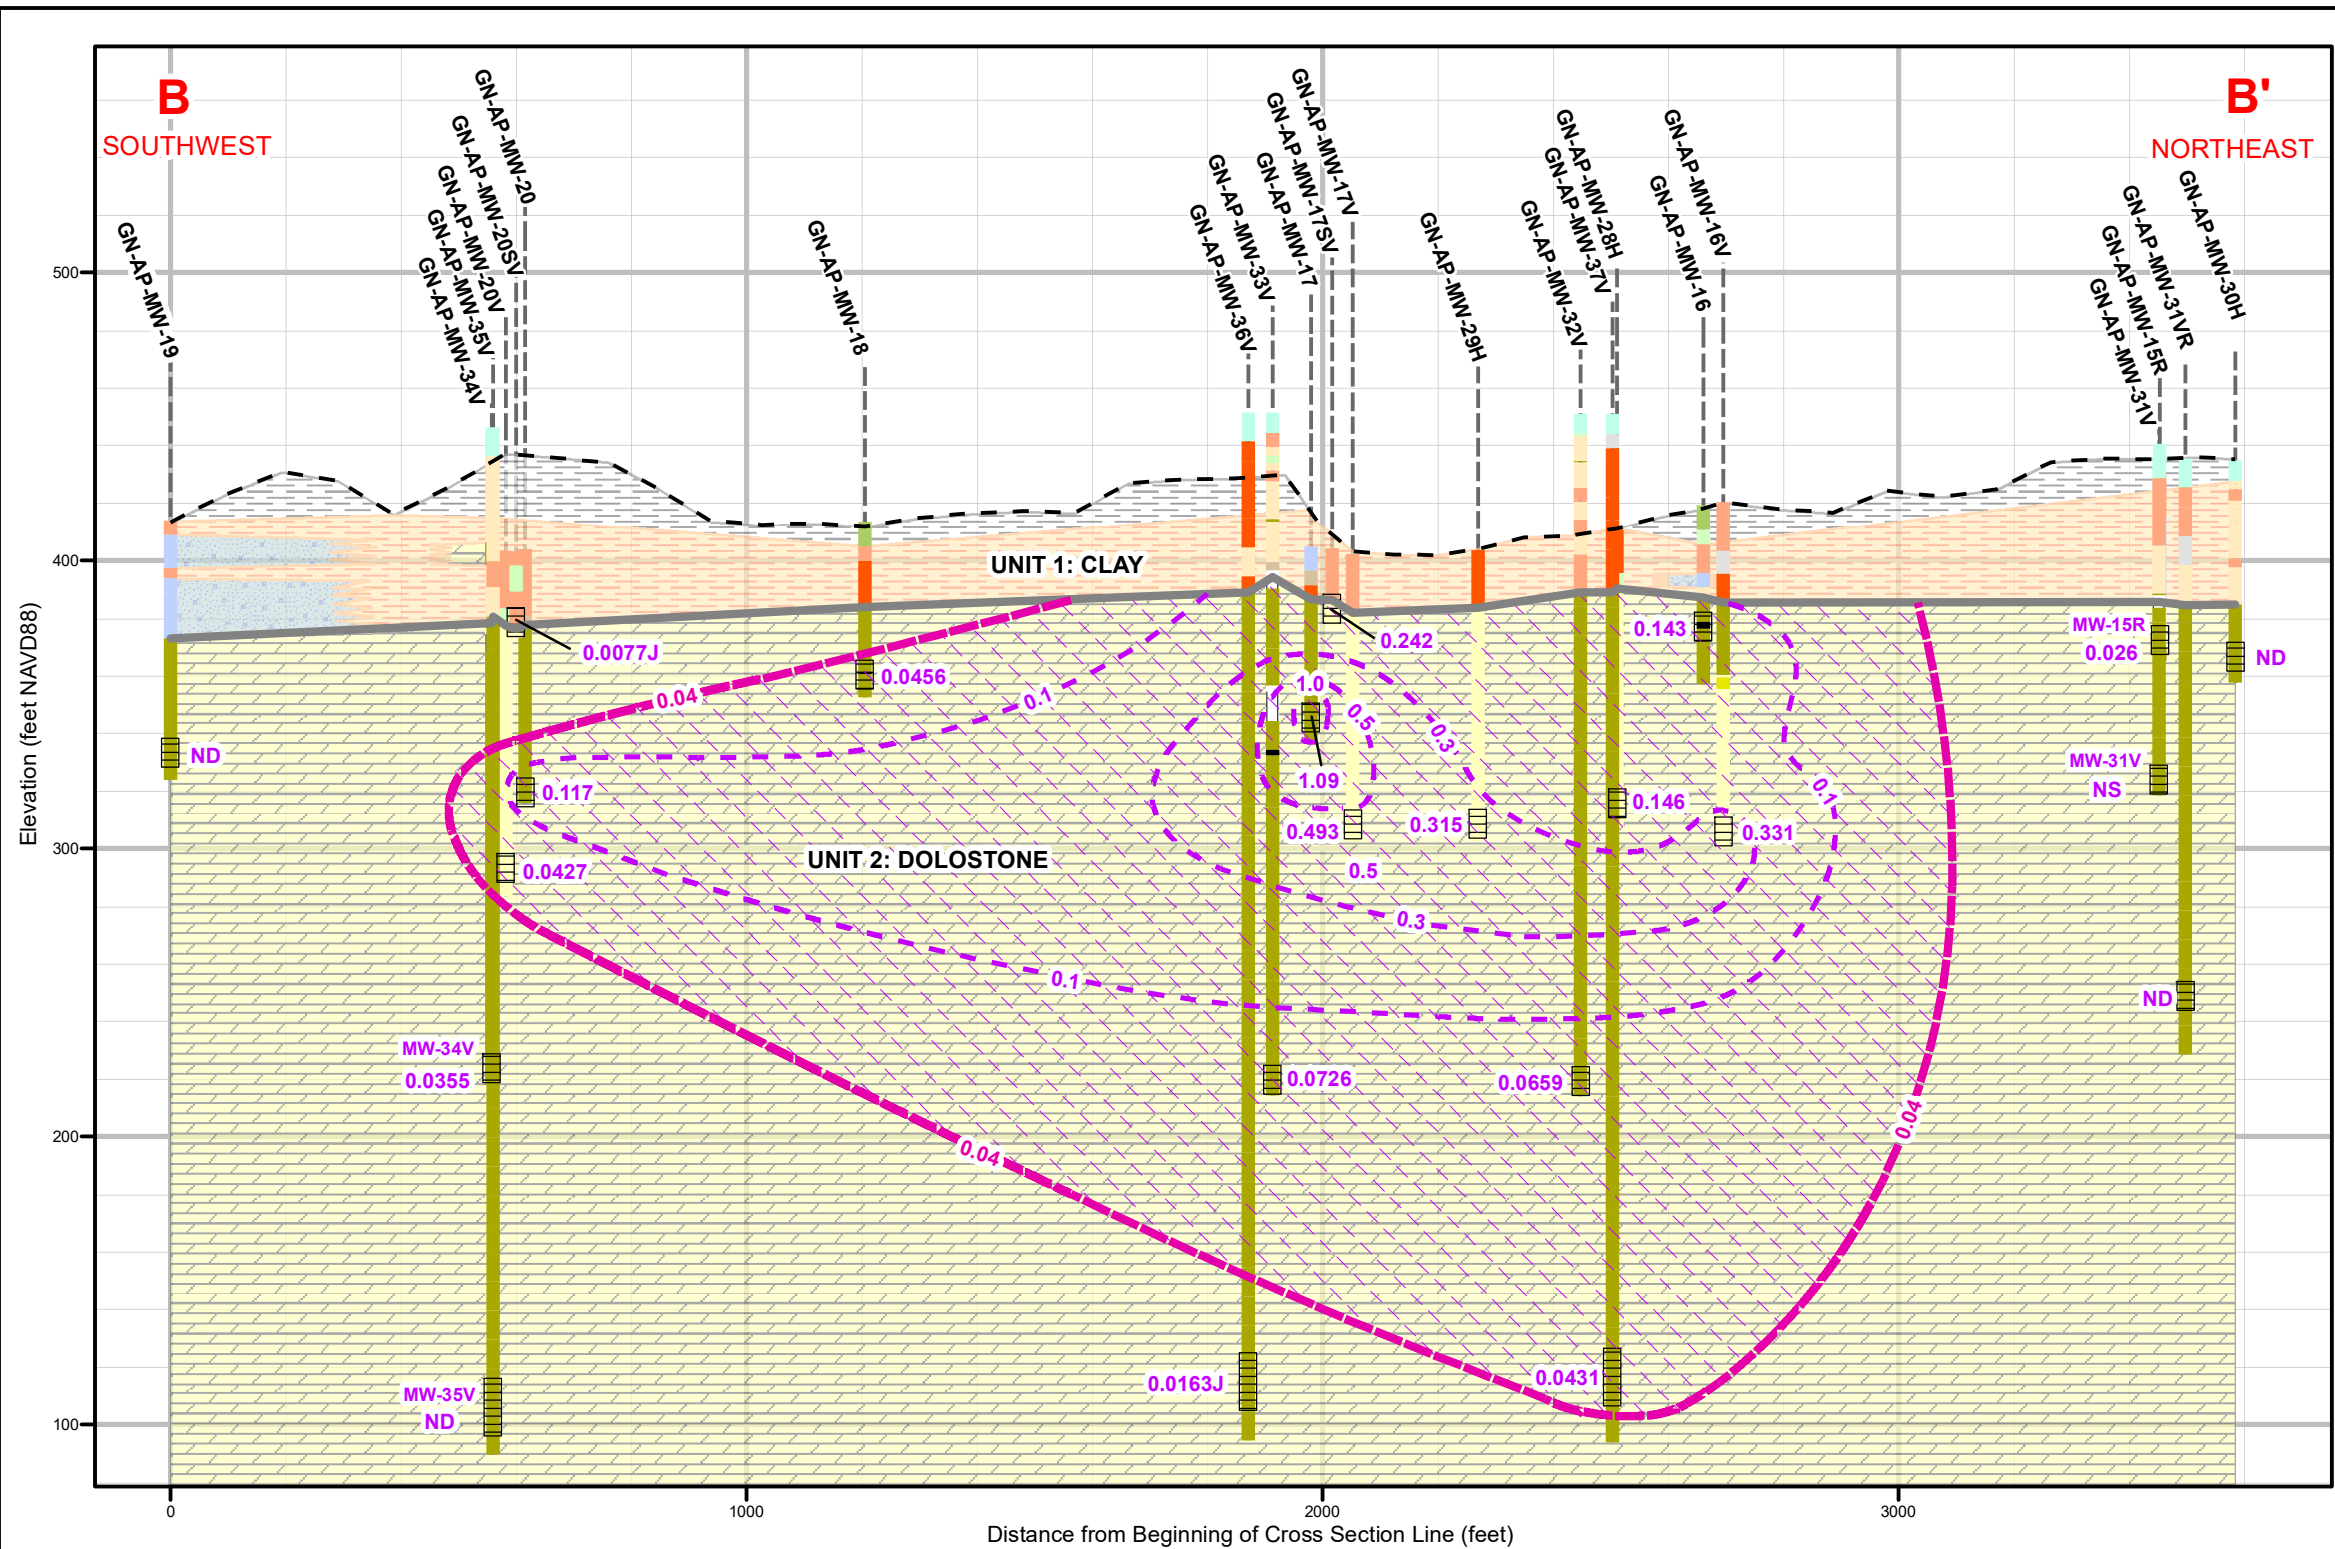 B
SOUTHWEST
B'
NORTHEAST
GN-AP-MW-19
GN-AP-MW-34V
GN-AP-MW-35V
GN-AP-MW-20V
GN-AP-MW-20SV
GN-AP-MW-20
GN-AP-MW-18
GN-AP-MW-36V
GN-AP-MW-33V
GN-AP-MW-17
GN-AP-MW-17SV
GN-AP-MW-17V
GN-AP-MW-29H
GN-AP-MW-32V
GN-AP-MW-37V
GN-AP-MW-28H
GN-AP-MW-16
GN-AP-MW-16V
GN-AP-MW-31V
GN-AP-MW-15R
GN-AP-MW-31VR
GN-AP-MW-30H
500
400
300
200
100
Elevation (feet NAVD88)
UNIT 1: CLAY
0.0077J
0.242
0.143
MW-15R
0.026
ND
0.0456
0.04
0.1
1.0
0.5
0.3
ND
0.117
1.09
0.146
0.1
MW-31V
NS
0.493
0.315
0.331
0.0427
UNIT 2: DOLOSTONE
0.5
0.3
0.1
ND
MW-34V
0.0355
0.0726
0.0659
0.04
0.04
0.0163J
0.0431
MW-35V
ND
0
1000
2000
3000
Distance from Beginning of Cross Section Line (feet)